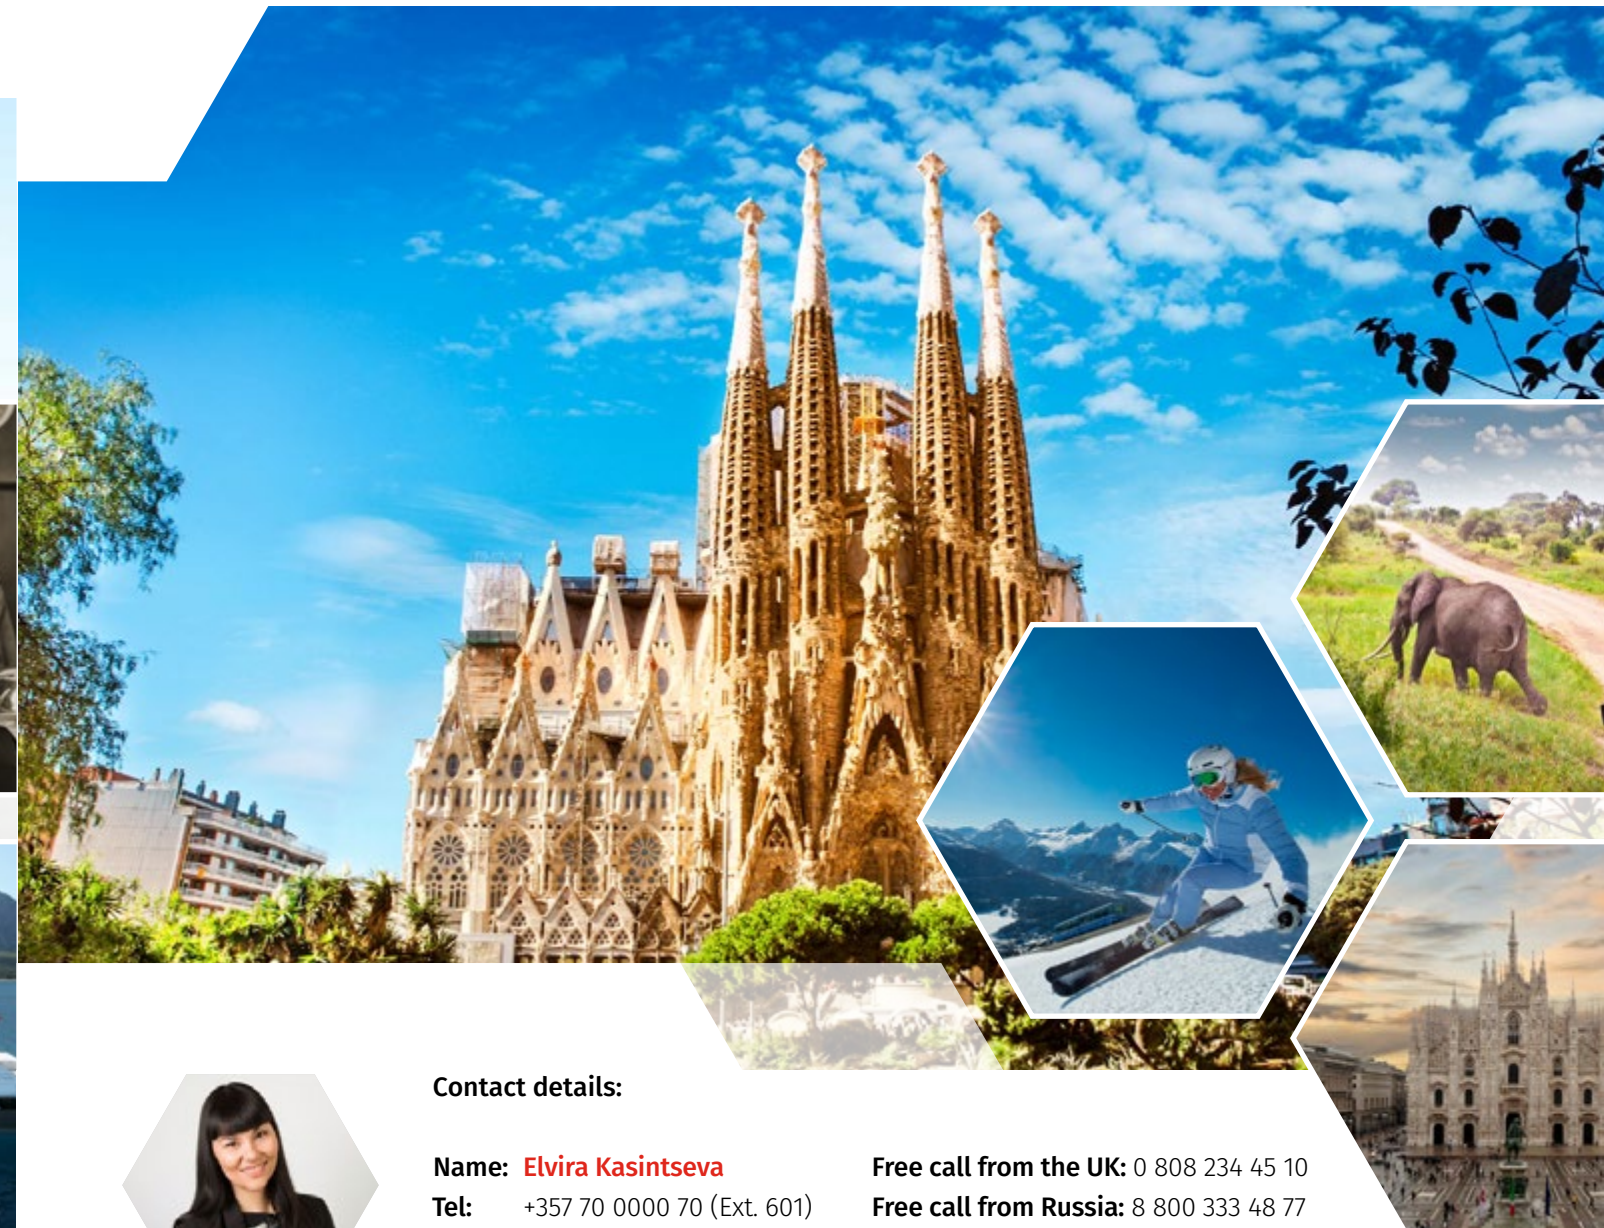 Contact details:
Name: Elvira Kasintseva
Tel: +357 70 0000 70 (Ext. 601)
Free call from the UK: 0 808 234 45 10
Free call from Russia: 8 800 333 48 77